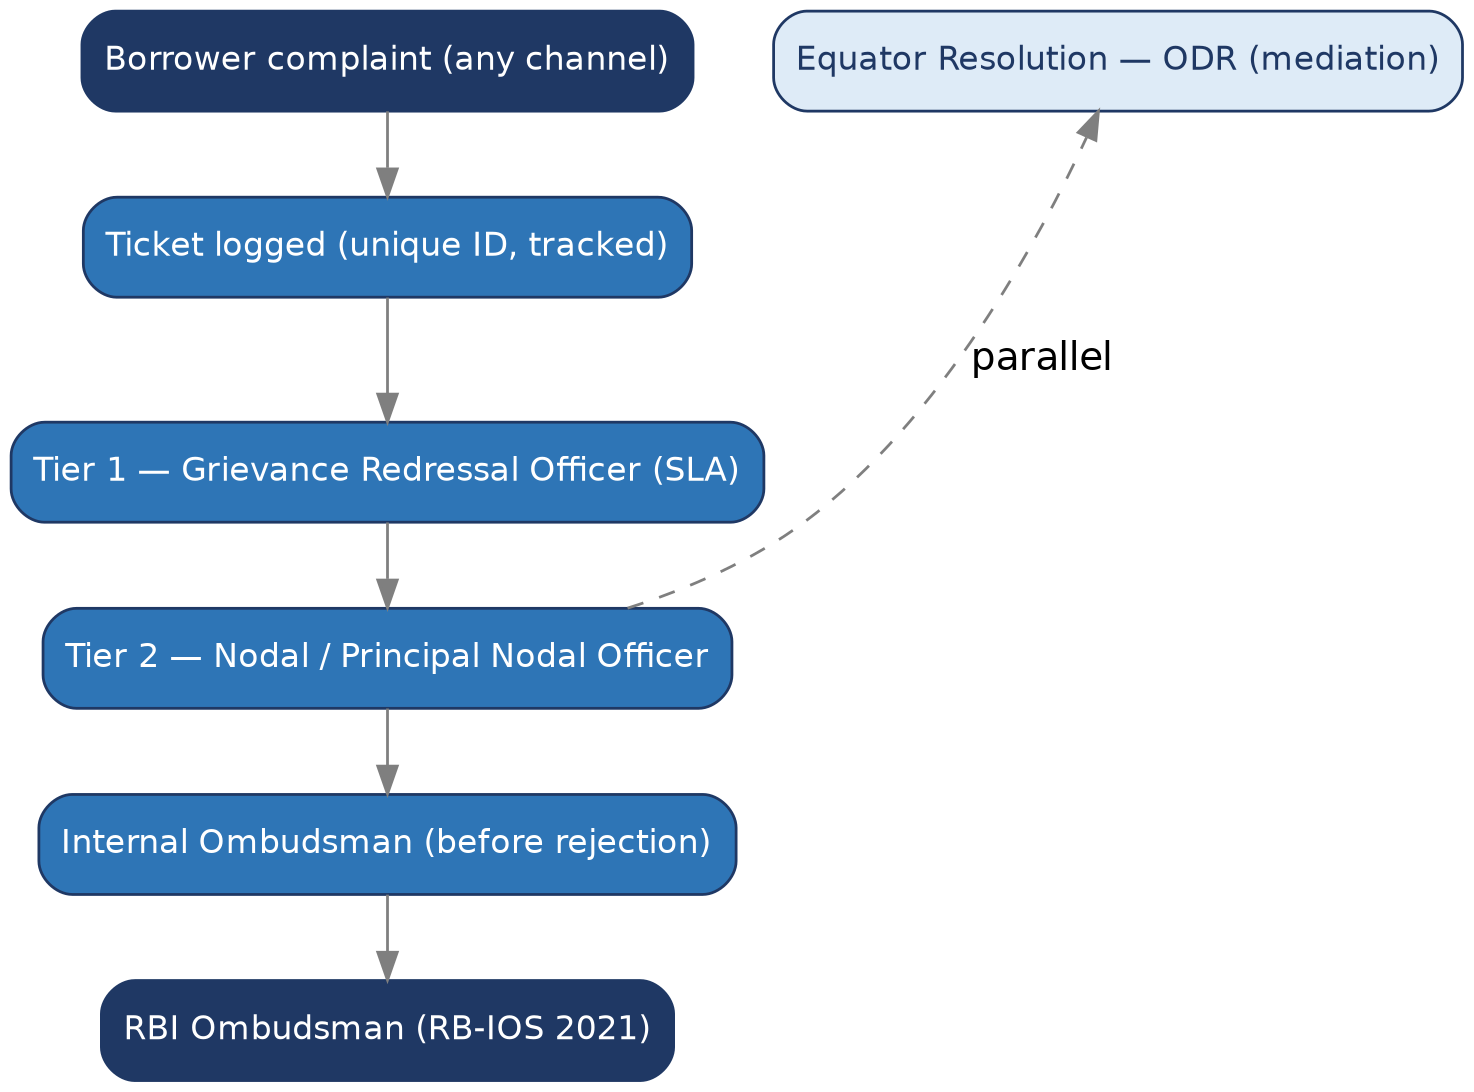 Borrower complaint (any channel)
Equator Resolution — ODR (mediation)
Ticket logged (unique ID, tracked)
parallel
Tier 1 — Grievance Redressal Officer (SLA)
Tier 2 — Nodal / Principal Nodal Officer
Internal Ombudsman (before rejection)
RBI Ombudsman (RB-IOS 2021)